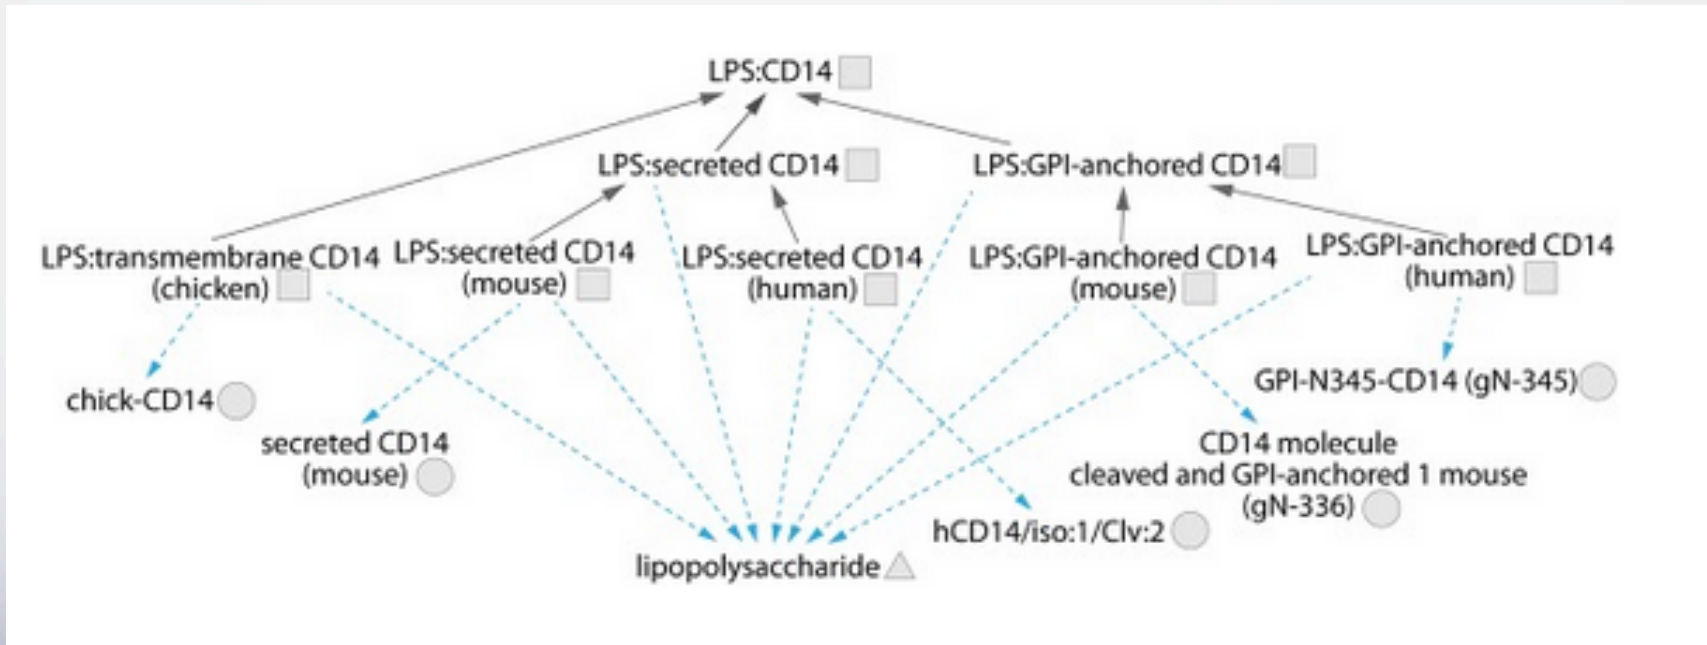 LPS:CD14
LPS:secreted CD14
LPS:GPI-anchored CD14
LPS:transmembrane CD14
(chicken)
LPS:secreted CD14
(mouse)
LPS:secreted CD14
(human)
LPS:GPI-anchored CD14
(mouse)
LPS:GPI-anchored CD14
(human)
chick-CD14
secreted CD14
(mouse)
GPI-N345-CD14 (gN-345)
CD14 molecule
cleaved and GPI-anchored 1 mouse
(gN-336)
hCD14/iso:1/Clv:2
lipopolysaccharide